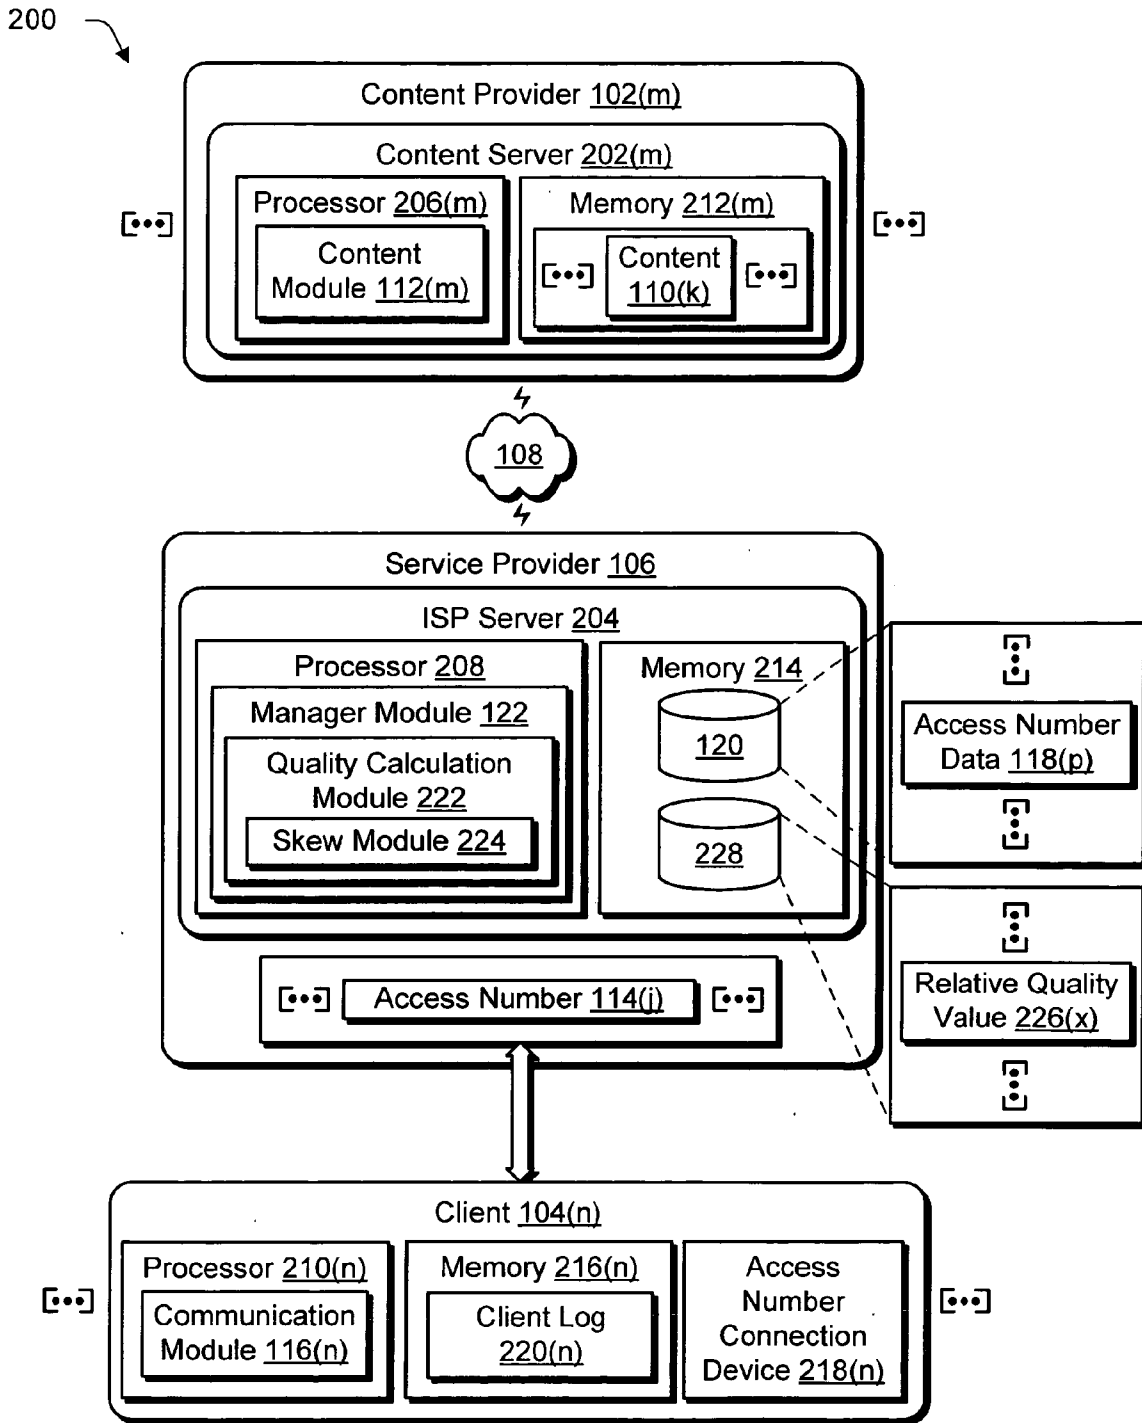 200
Content Provider 102(m)
Content Server 202(m)
Processor 206(m)
Content
Module 112(m)
Memory 212(m)
Content
110(k)
108
Service Provider 106
ISP Server 204
Processor 208
Manager Module 122
Quality Calculation
Module 222
Skew Module 224
Memory 214
120
228
Access Number
Data 118(p)
Relative Quality
Value 226(x)
Access Number 114(j)
Client 104(n)
Processor 210(n)
Communication
Module 116(n)
Memory 216(n)
Client Log
220(n)
Access
Number
Connection
Device 218(n)